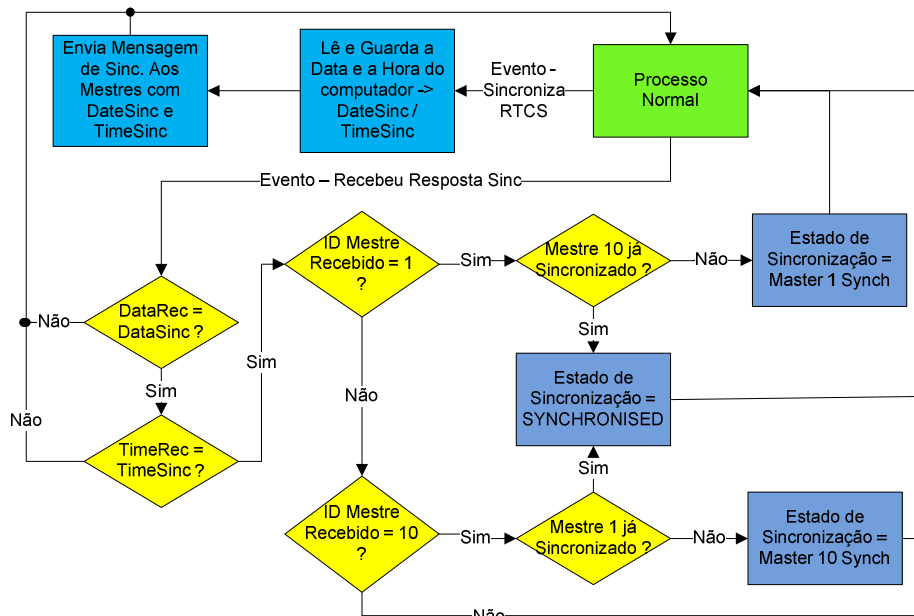 Envia Mensagem
de Sinc. Aos
Mestres com
DateSinc e
TimeSinc
Lê e Guarda a
Data e a Hora do
computador ->
DateSinc /
TimeSinc
Evento –
Sincroniza
RTCS
Processo
Normal
Evento – Recebeu Resposta Sinc
ID Mestre
Recebido = 1
?
Sim
Mestre 10 já
Sincronizado ?
Não
Estado de
Sincronização =
Master 1 Synch
DataRec =
DataSinc ?
Não
Sim
Sim
Sim
Estado de
Sincronização =
SYNCHRONISED
Não
Não
TimeRec =
TimeSinc ?
Sim
ID Mestre
Recebido = 10
?
Sim
Mestre 1 já
Sincronizado ?
Não
Estado de
Sincronização =
Master 10 Synch
Não